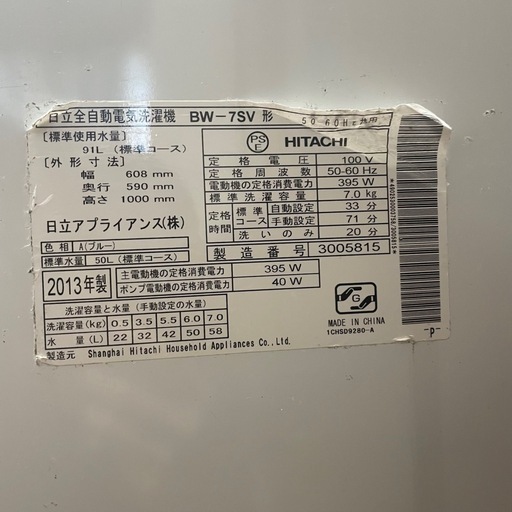 日立全自動電気洗濯機 BW-7SV 形
50-60Hz共用
[標準使用水量]
91L (標準コース)
[外形寸法]
幅 608 mm
奥行 590 mm
高さ 1000 mm
日立アプライアンス(株)
色相 A(ブルー)
標準水量 50L (標準コース)
PS E HITACHI
定格電圧 100 V
定格周波数 50-60 Hz
電動機の定格消費電力 395 W
標準洗濯容量 7.0 kg
定格時間 標準 自動設定 33 分
手動設定 71 分
洗いのみ 20 分
製造番号 3005815
2013年製
主電動機の定格消費電力 395 W
ポンプ電動機の定格消費電力 40 W
洗濯容量と水量 (手動設定の水量)
洗濯容量(kg) 0.5 3.5 5.5 6.0 7.0
水量 (L) 22 32 42 50 58
製造元 Shanghai Hitachi Household Appliances Co.,Ltd.
G
MADE IN CHINA
1CHSD9280-A
-P-